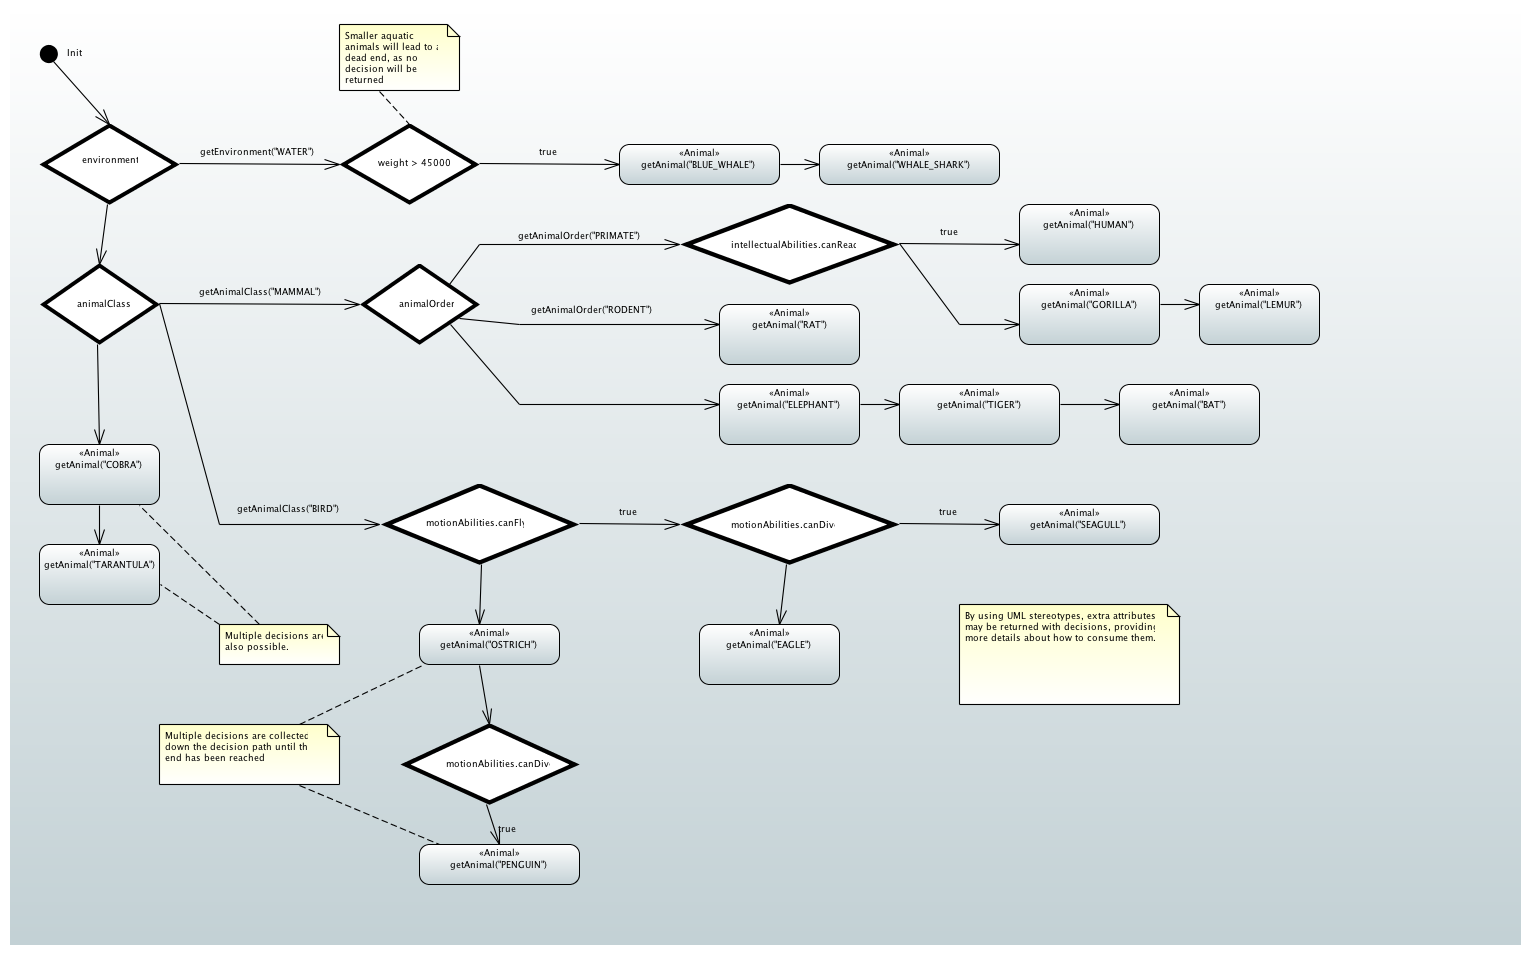 Init
Smaller aquatic
animals will lead to a
dead end, as no
decision will be
returned
environment
getEnvironment("WATER")
weight > 45000
true
«Animal»
getAnimal("BLUE_WHALE")
«Animal»
getAnimal("WHALE_SHARK")
animalClass
getAnimalClass("MAMMAL")
animalOrder
getAnimalOrder("PRIMATE")
intellectualAbilities.canRead
true
«Animal»
getAnimal("HUMAN")
«Animal»
getAnimal("GORILLA")
«Animal»
getAnimal("LEMUR")
getAnimalOrder("RODENT")
«Animal»
getAnimal("RAT")
«Animal»
getAnimal("ELEPHANT")
«Animal»
getAnimal("TIGER")
«Animal»
getAnimal("BAT")
«Animal»
getAnimal("COBRA")
«Animal»
getAnimal("TARANTULA")
getAnimalClass("BIRD")
motionAbilities.canFly
true
motionAbilities.canDiv
true
«Animal»
getAnimal("SEAGULL")
Multiple decisions are
also possible.
«Animal»
getAnimal("OSTRICH")
«Animal»
getAnimal("EAGLE")
By using UML stereotypes, extra attributes
may be returned with decisions, providing
more details about how to consume them.
Multiple decisions are collected
down the decision path until th
end has been reached
motionAbilities.canDiv
true
«Animal»
getAnimal("PENGUIN")